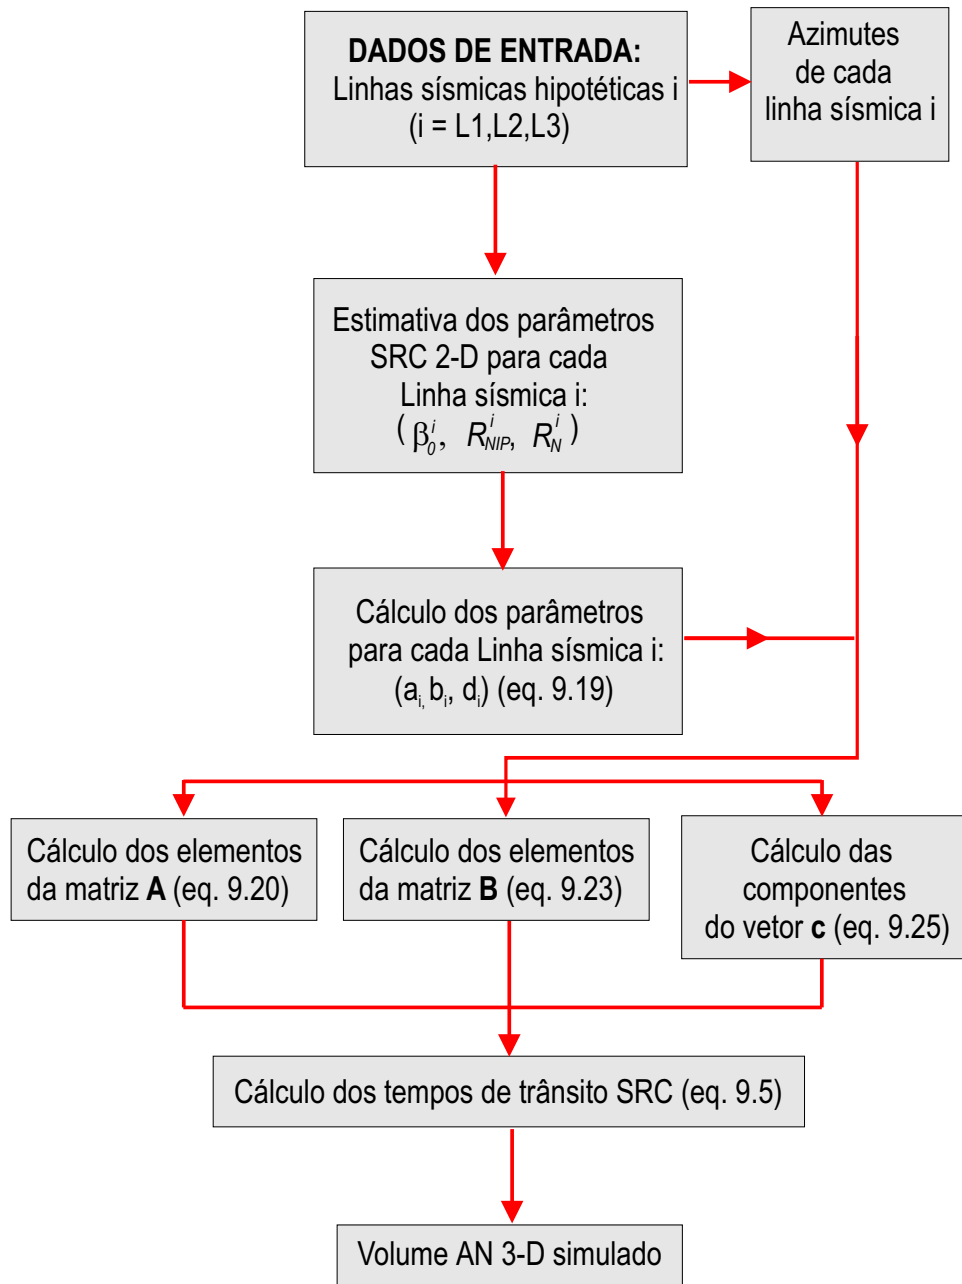 DADOS DE ENTRADA:
Linhas sísmicas hipotéticas i
(i = L1,L2,L3)
Azimutes
de cada
linha sísmica i
Estimativa dos parâmetros
SRC 2-D para cada
Linha sísmica i:
( β₀ⁱ, R_NIPⁱ, R_Nⁱ )
Cálculo dos parâmetros
para cada Linha sísmica i:
(aᵢ, bᵢ, dᵢ) (eq. 9.19)
Cálculo dos elementos
da matriz A (eq. 9.20)
Cálculo dos elementos
da matriz B (eq. 9.23)
Cálculo das
componentes
do vetor c (eq. 9.25)
Cálculo dos tempos de trânsito SRC (eq. 9.5)
Volume AN 3-D simulado